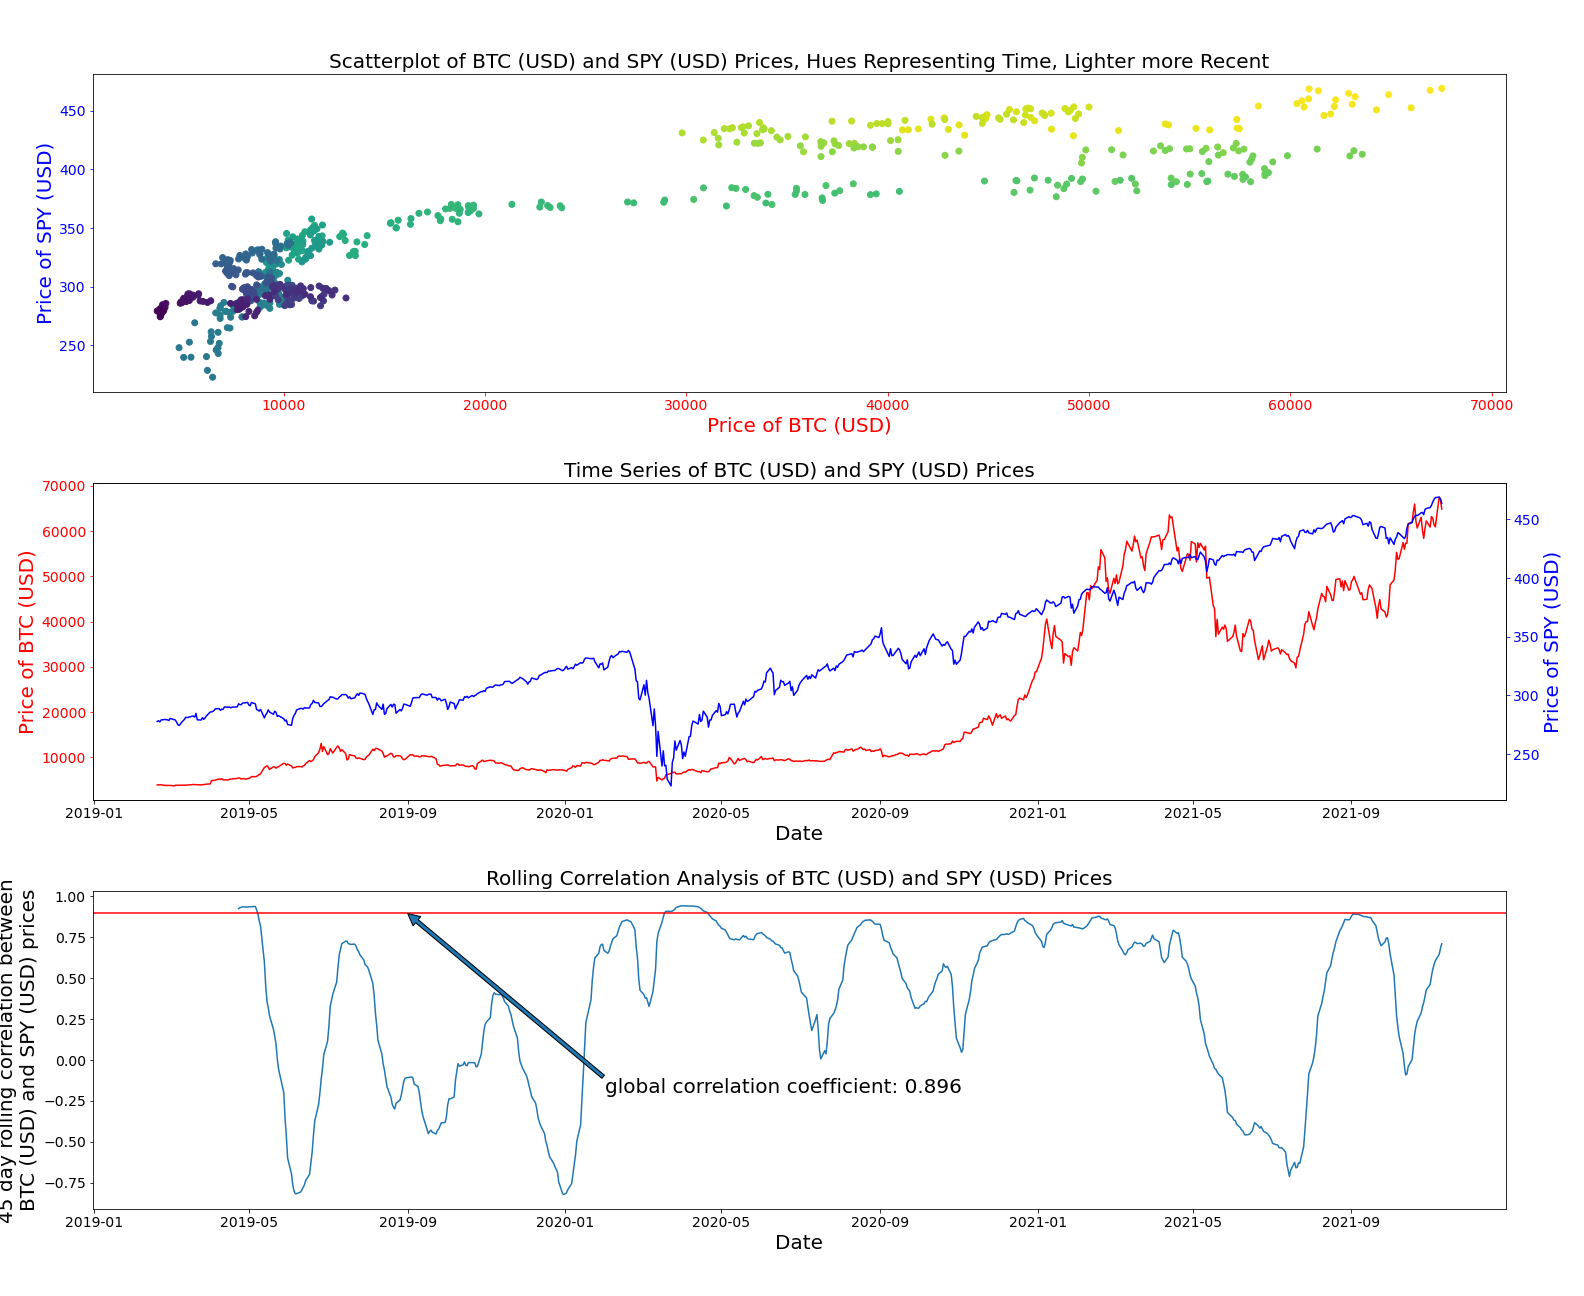 Scatterplot of BTC (USD) and SPY (USD) Prices, Hues Representing Time, Lighter more Recent
Price of SPY (USD)
450
400
350
300
250
10000 20000 30000 40000 50000 60000 70000
Price of BTC (USD)
Time Series of BTC (USD) and SPY (USD) Prices
Price of BTC (USD)
70000
60000
50000
40000
30000
20000
10000
450
400
350
300
250
Price of SPY (USD)
2019-01 2019-05 2019-09 2020-01 2020-05 2020-09 2021-01 2021-05 2021-09
Date
Rolling Correlation Analysis of BTC (USD) and SPY (USD) Prices
45 day rolling correlation between
BTC (USD) and SPY (USD) prices
1.00
0.75
0.50
0.25
0.00
−0.25
−0.50
−0.75
global correlation coefficient: 0.896
2019-01 2019-05 2019-09 2020-01 2020-05 2020-09 2021-01 2021-05 2021-09
Date